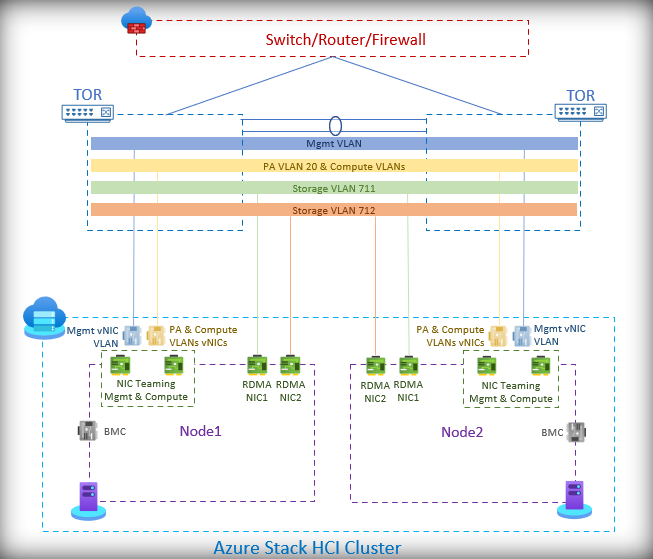 Switch/Router/Firewall
TOR
TOR
Mgmt VLAN
PA VLAN 20 & Compute VLANs
Storage VLAN 711
Storage VLAN 712
Mgmt vNIC
VLAN
PA & Compute
VLANs vNICs
PA & Compute
VLANs vNICs
Mgmt vNIC
VLAN
NIC Teaming
Mgmt & Compute
RDMA
NIC1
RDMA
NIC2
RDMA
NIC2
RDMA
NIC1
NIC Teaming
Mgmt & Compute
BMC
Node1
Node2
BMC
Azure Stack HCI Cluster